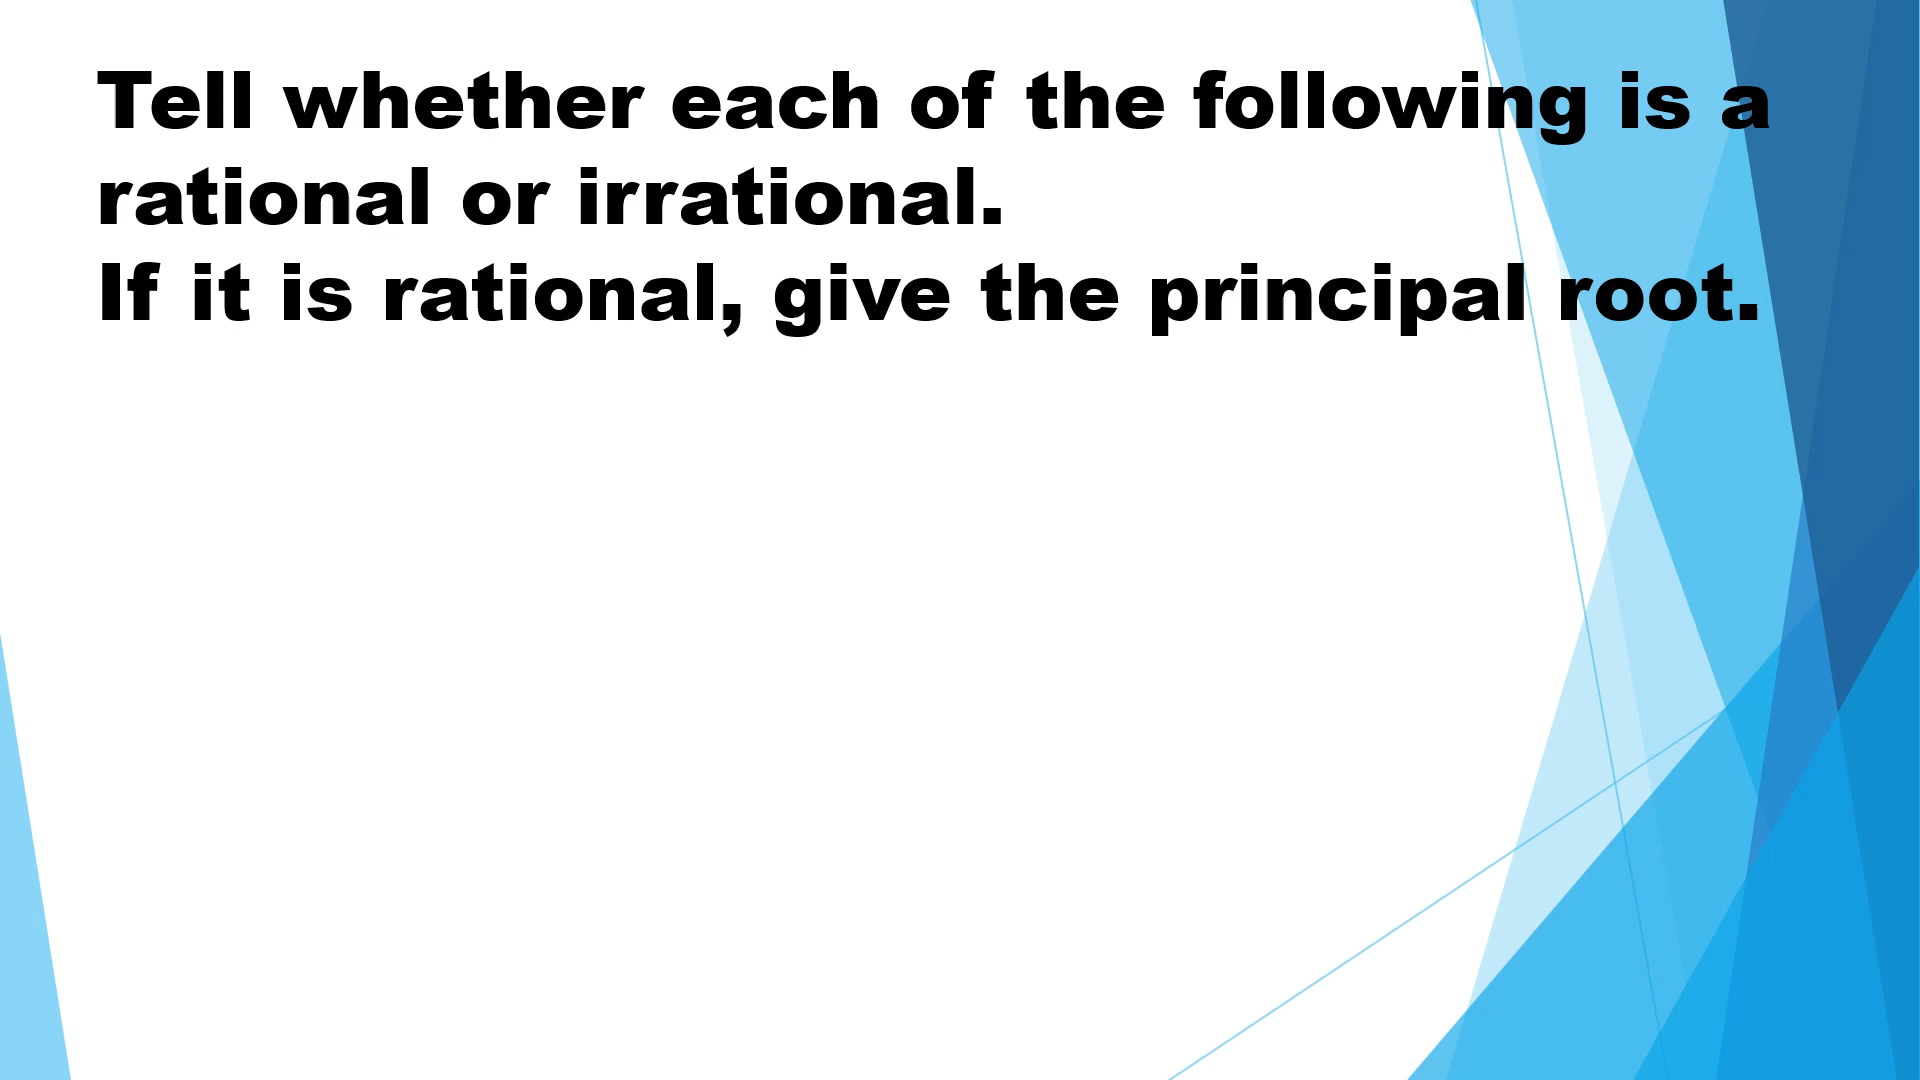 Tell whether each of the following is a
rational or irrational.
If it is rational, give the principal root.